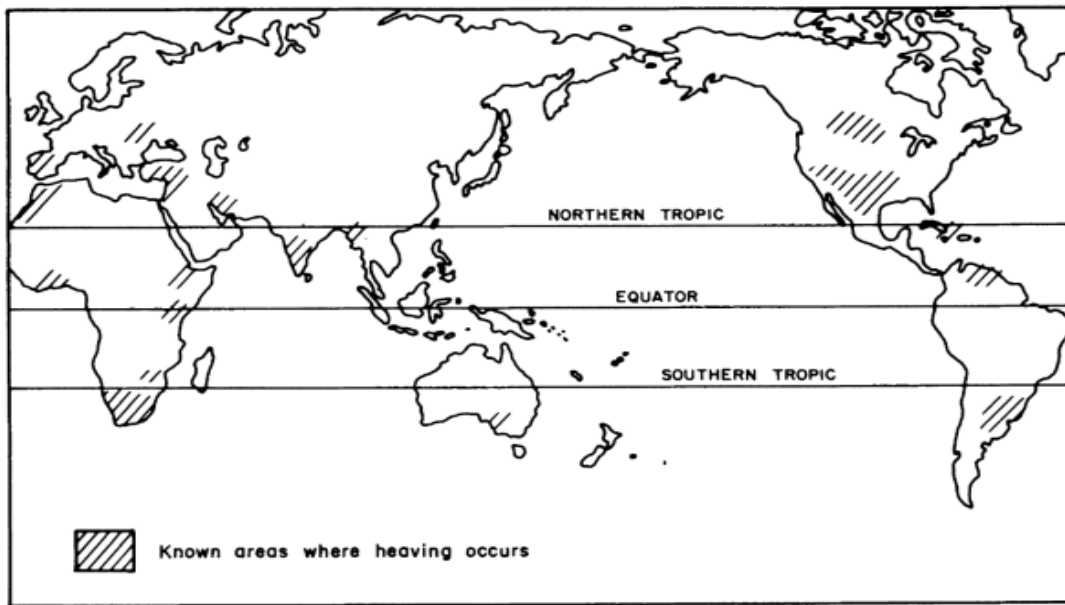 NORTHERN TROPIC
EQUATOR
SOUTHERN TROPIC
Known areas where heaving occurs